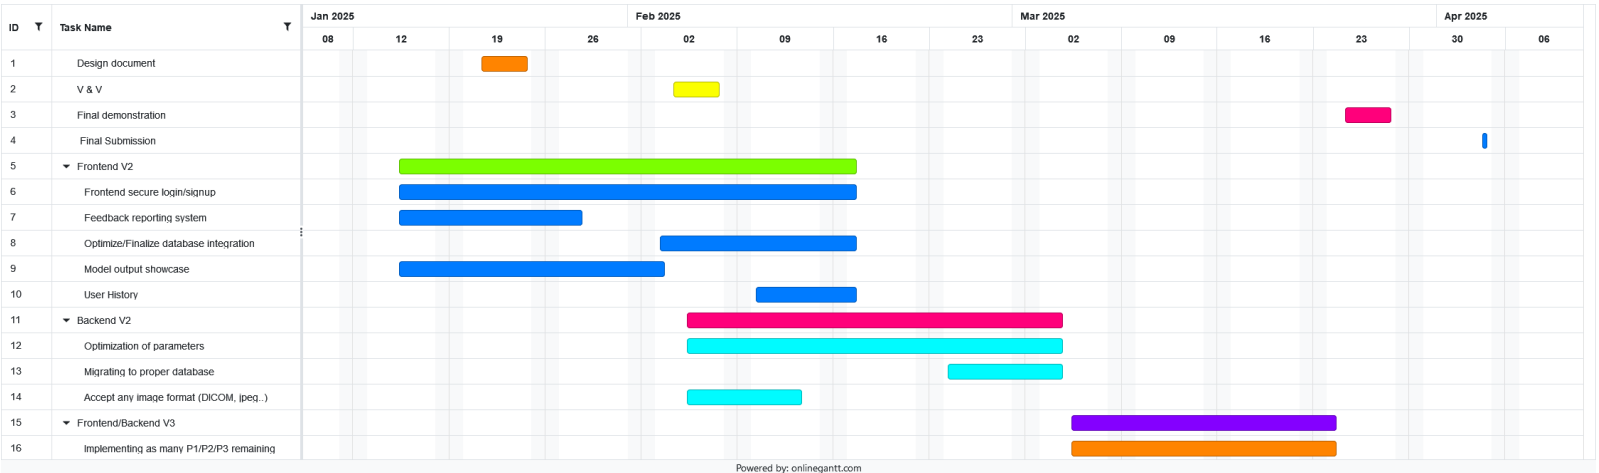 Jan 2025 Feb 2025 Mar 2025 Apr 2025
ID Task Name
08 12 19 26 02 09 16 23 02 09 16 23 30 06
1 Design document
2 V & V
3 Final demonstration
4 Final Submission
5 Frontend V2
6 Frontend secure login/signup
7 Feedback reporting system
8 Optimize/Finalize database integration
9 Model output showcase
10 User History
11 Backend V2
12 Optimization of parameters
13 Migrating to proper database
14 Accept any image format (DICOM, jpeg..)
15 Frontend/Backend V3
16 Implementing as many P1/P2/P3 remaining
Powered by: onlinegantt.com